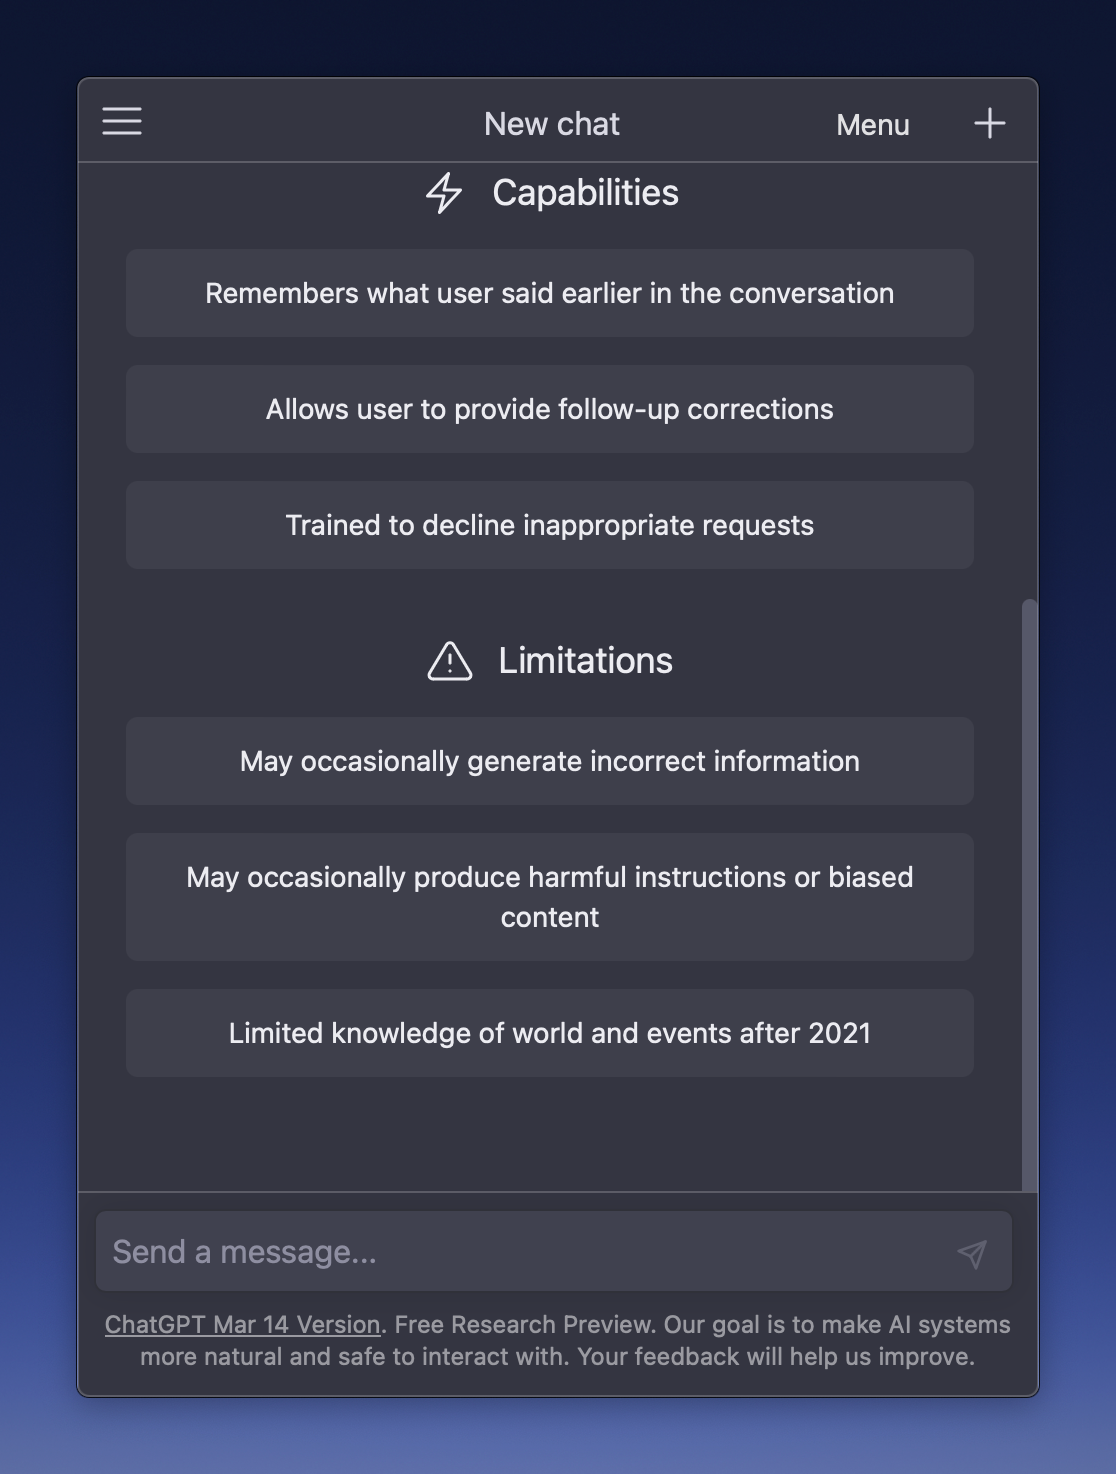 New chat
Menu
Capabilities
Remembers what user said earlier in the conversation
Allows user to provide follow-up corrections
Trained to decline inappropriate requests
Limitations
May occasionally generate incorrect information
May occasionally produce harmful instructions or biased
content
Limited knowledge of world and events after 2021
Send a message...
ChatGPT Mar 14 Version. Free Research Preview. Our goal is to make AI systems
more natural and safe to interact with. Your feedback will help us improve.